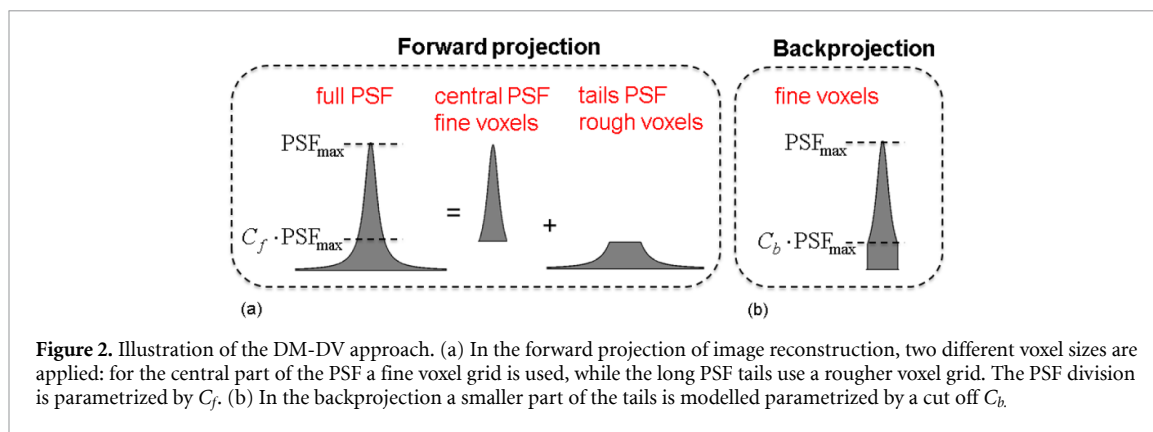 Forward projection
Backprojection
full PSF
central PSF
fine voxels
tails PSF
rough voxels
fine voxels
PSFmax
Cf · PSFmax
=
+
PSFmax
Cb · PSFmax
(a)
(b)
Figure 2. Illustration of the DM-DV approach. (a) In the forward projection of image reconstruction, two different voxel sizes are
applied: for the central part of the PSF a fine voxel grid is used, while the long PSF tails use a rougher voxel grid. The PSF division
is parametrized by Cf. (b) In the backprojection a smaller part of the tails is modelled parametrized by a cut off Cb.